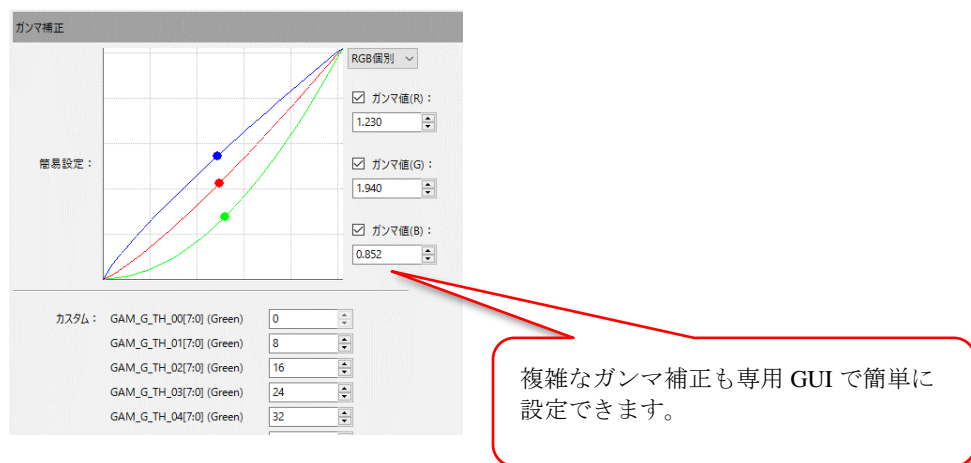 ガンマ補正
RGB個別
ガンマ値(R)：
1.230
簡易設定：
ガンマ値(G)：
1.940
ガンマ値(B)：
0.852
カスタム： GAM_G_TH_00[7:0] (Green) 0
GAM_G_TH_01[7:0] (Green) 8
GAM_G_TH_02[7:0] (Green) 16
GAM_G_TH_03[7:0] (Green) 24
GAM_G_TH_04[7:0] (Green) 32
複雑なガンマ補正も専用 GUI で簡単に
設定できます。